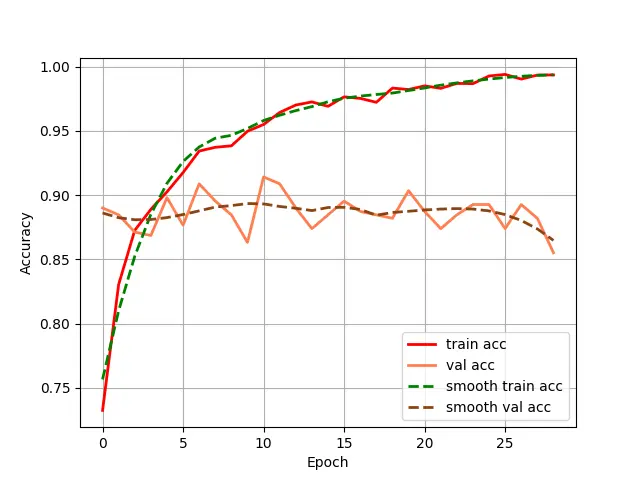 1.00
0.95
0.90
0.85
0.80
0.75
Accuracy
train acc
val acc
smooth train acc
smooth val acc
0 5 10 15 20 25
Epoch